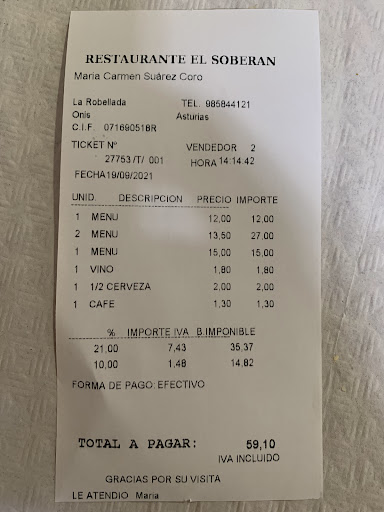 RESTAURANTE EL SOBERAN
Maria Carmen Suárez Coro
La Robellada TEL. 985844121
Onis Asturias
C.I.F. 071690518R
TICKET Nº VENDEDOR 2
27753 /T/ 001 HORA 14:14:42
FECHA19/09/2021
UNID. DESCRIPCION PRECIO IMPORTE
1 MENU 12,00 12,00
2 MENU 13,50 27,00
1 MENU 15,00 15,00
1 VINO 1,80 1,80
1 1/2 CERVEZA 2,00 2,00
1 CAFE 1,30 1,30
% IMPORTE IVA B.IMPONIBLE
21.00 7,43 35,37
10,00 1,48 14,82
FORMA DE PAGO: EFECTIVO
TOTAL A PAGAR: 59,10
IVA INCLUIDO
GRACIAS POR SU VISITA
LE ATENDIO Maria